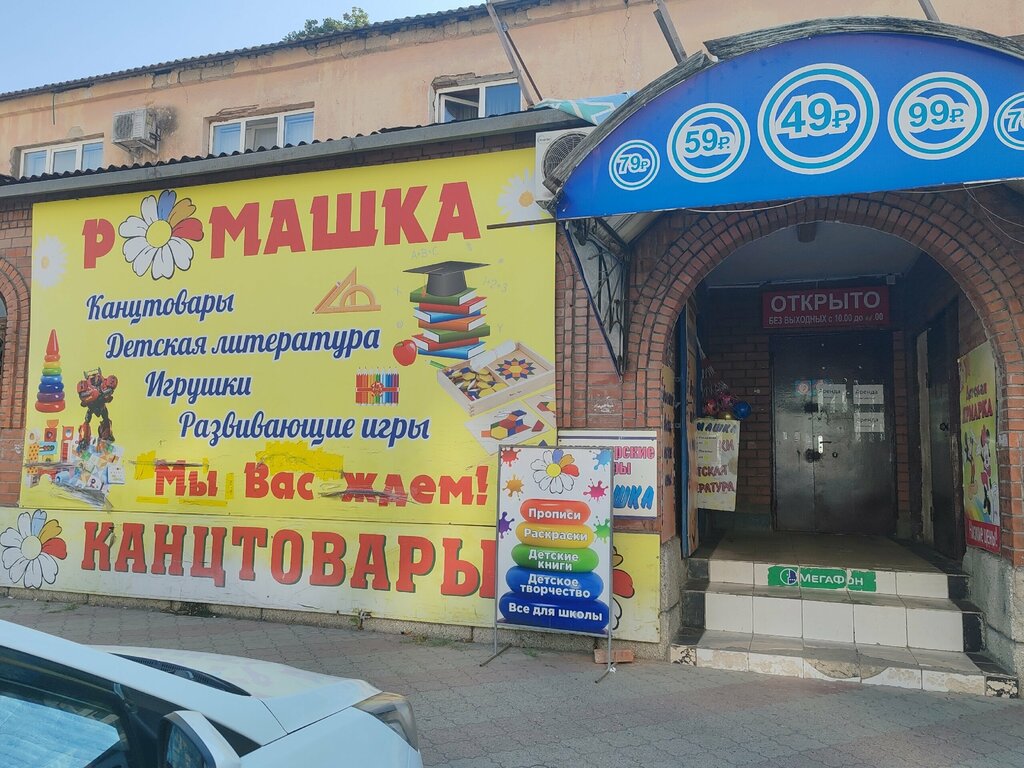 79₽
59₽.
49₽
99₽.
РОМАШКА
Канцтовары
Детская литература
Игрушки
Развивающие игры
Мы Вас ждем!
КАНЦТОВАРЫ
Прописи
Раскраски
Детские
книги
Детское
творчество
Все для школы
ОТКРЫТО
БЕЗ ВЫХОДНЫХ С 10.00 до
Аренда
МЕГАФОН